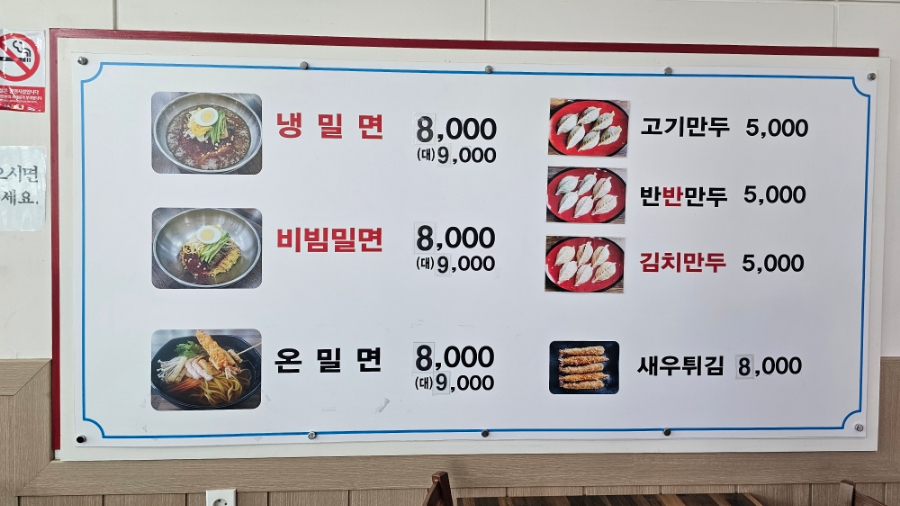 냉 밀 면 8,000
(대) 9,000
비빔밀면 8,000
(대) 9,000
온 밀 면 8,000
(대) 9,000
고기만두 5,000
반반만두 5,000
김치만두 5,000
새우튀김 8,000
오시면
세요.